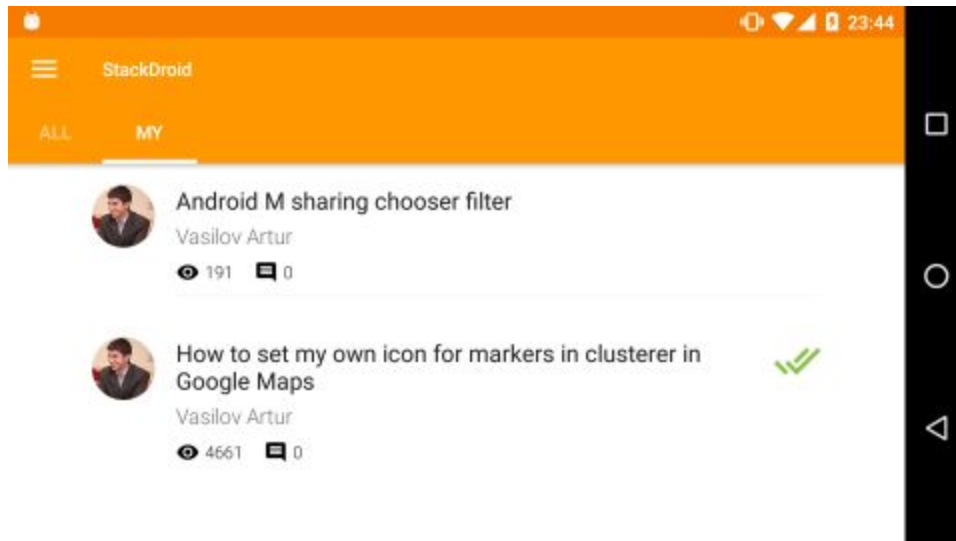 23:44
StackDroid
ALL MY
Android M sharing chooser filter
Vasilov Artur
191 0
How to set my own icon for markers in clusterer in
Google Maps
Vasilov Artur
4661 0